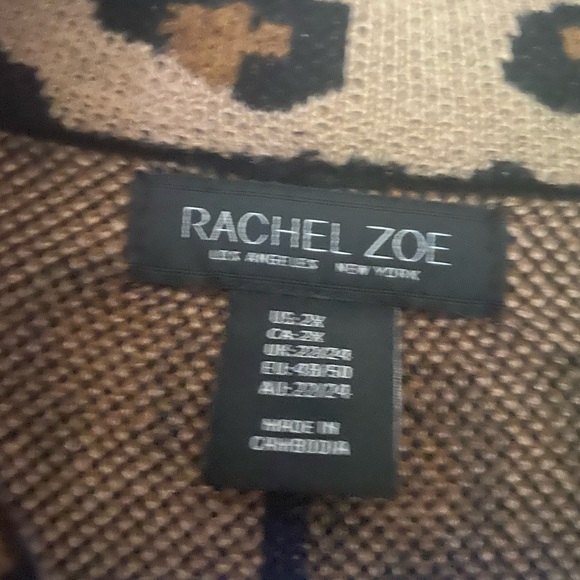 RACHEL ZOE
LOS ANGELES NEW YORK
US:2X
CA:2X
UK:22/24
EU:48/50
AU:22/24
MADE IN
CAMBODIA